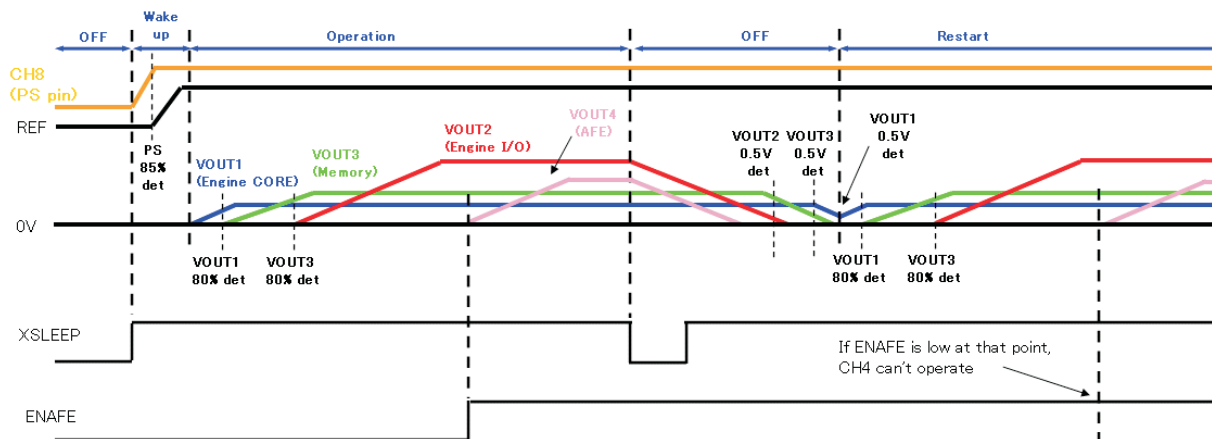 OFF
Wake
up
Operation
OFF
Restart
CH8
(PS pin)
REF
PS
85%
det
VOUT1
(Engine CORE)
VOUT3
(Memory)
VOUT2
(Engine I/O)
VOUT4
(AFE)
VOUT2
0.5V
det
VOUT3
0.5V
det
VOUT1
0.5V
det
0V
VOUT1
80% det
VOUT3
80% det
VOUT1
80% det
VOUT3
80% det
XSLEEP
If ENAFE is low at that point,
CH4 can't operate
ENAFE